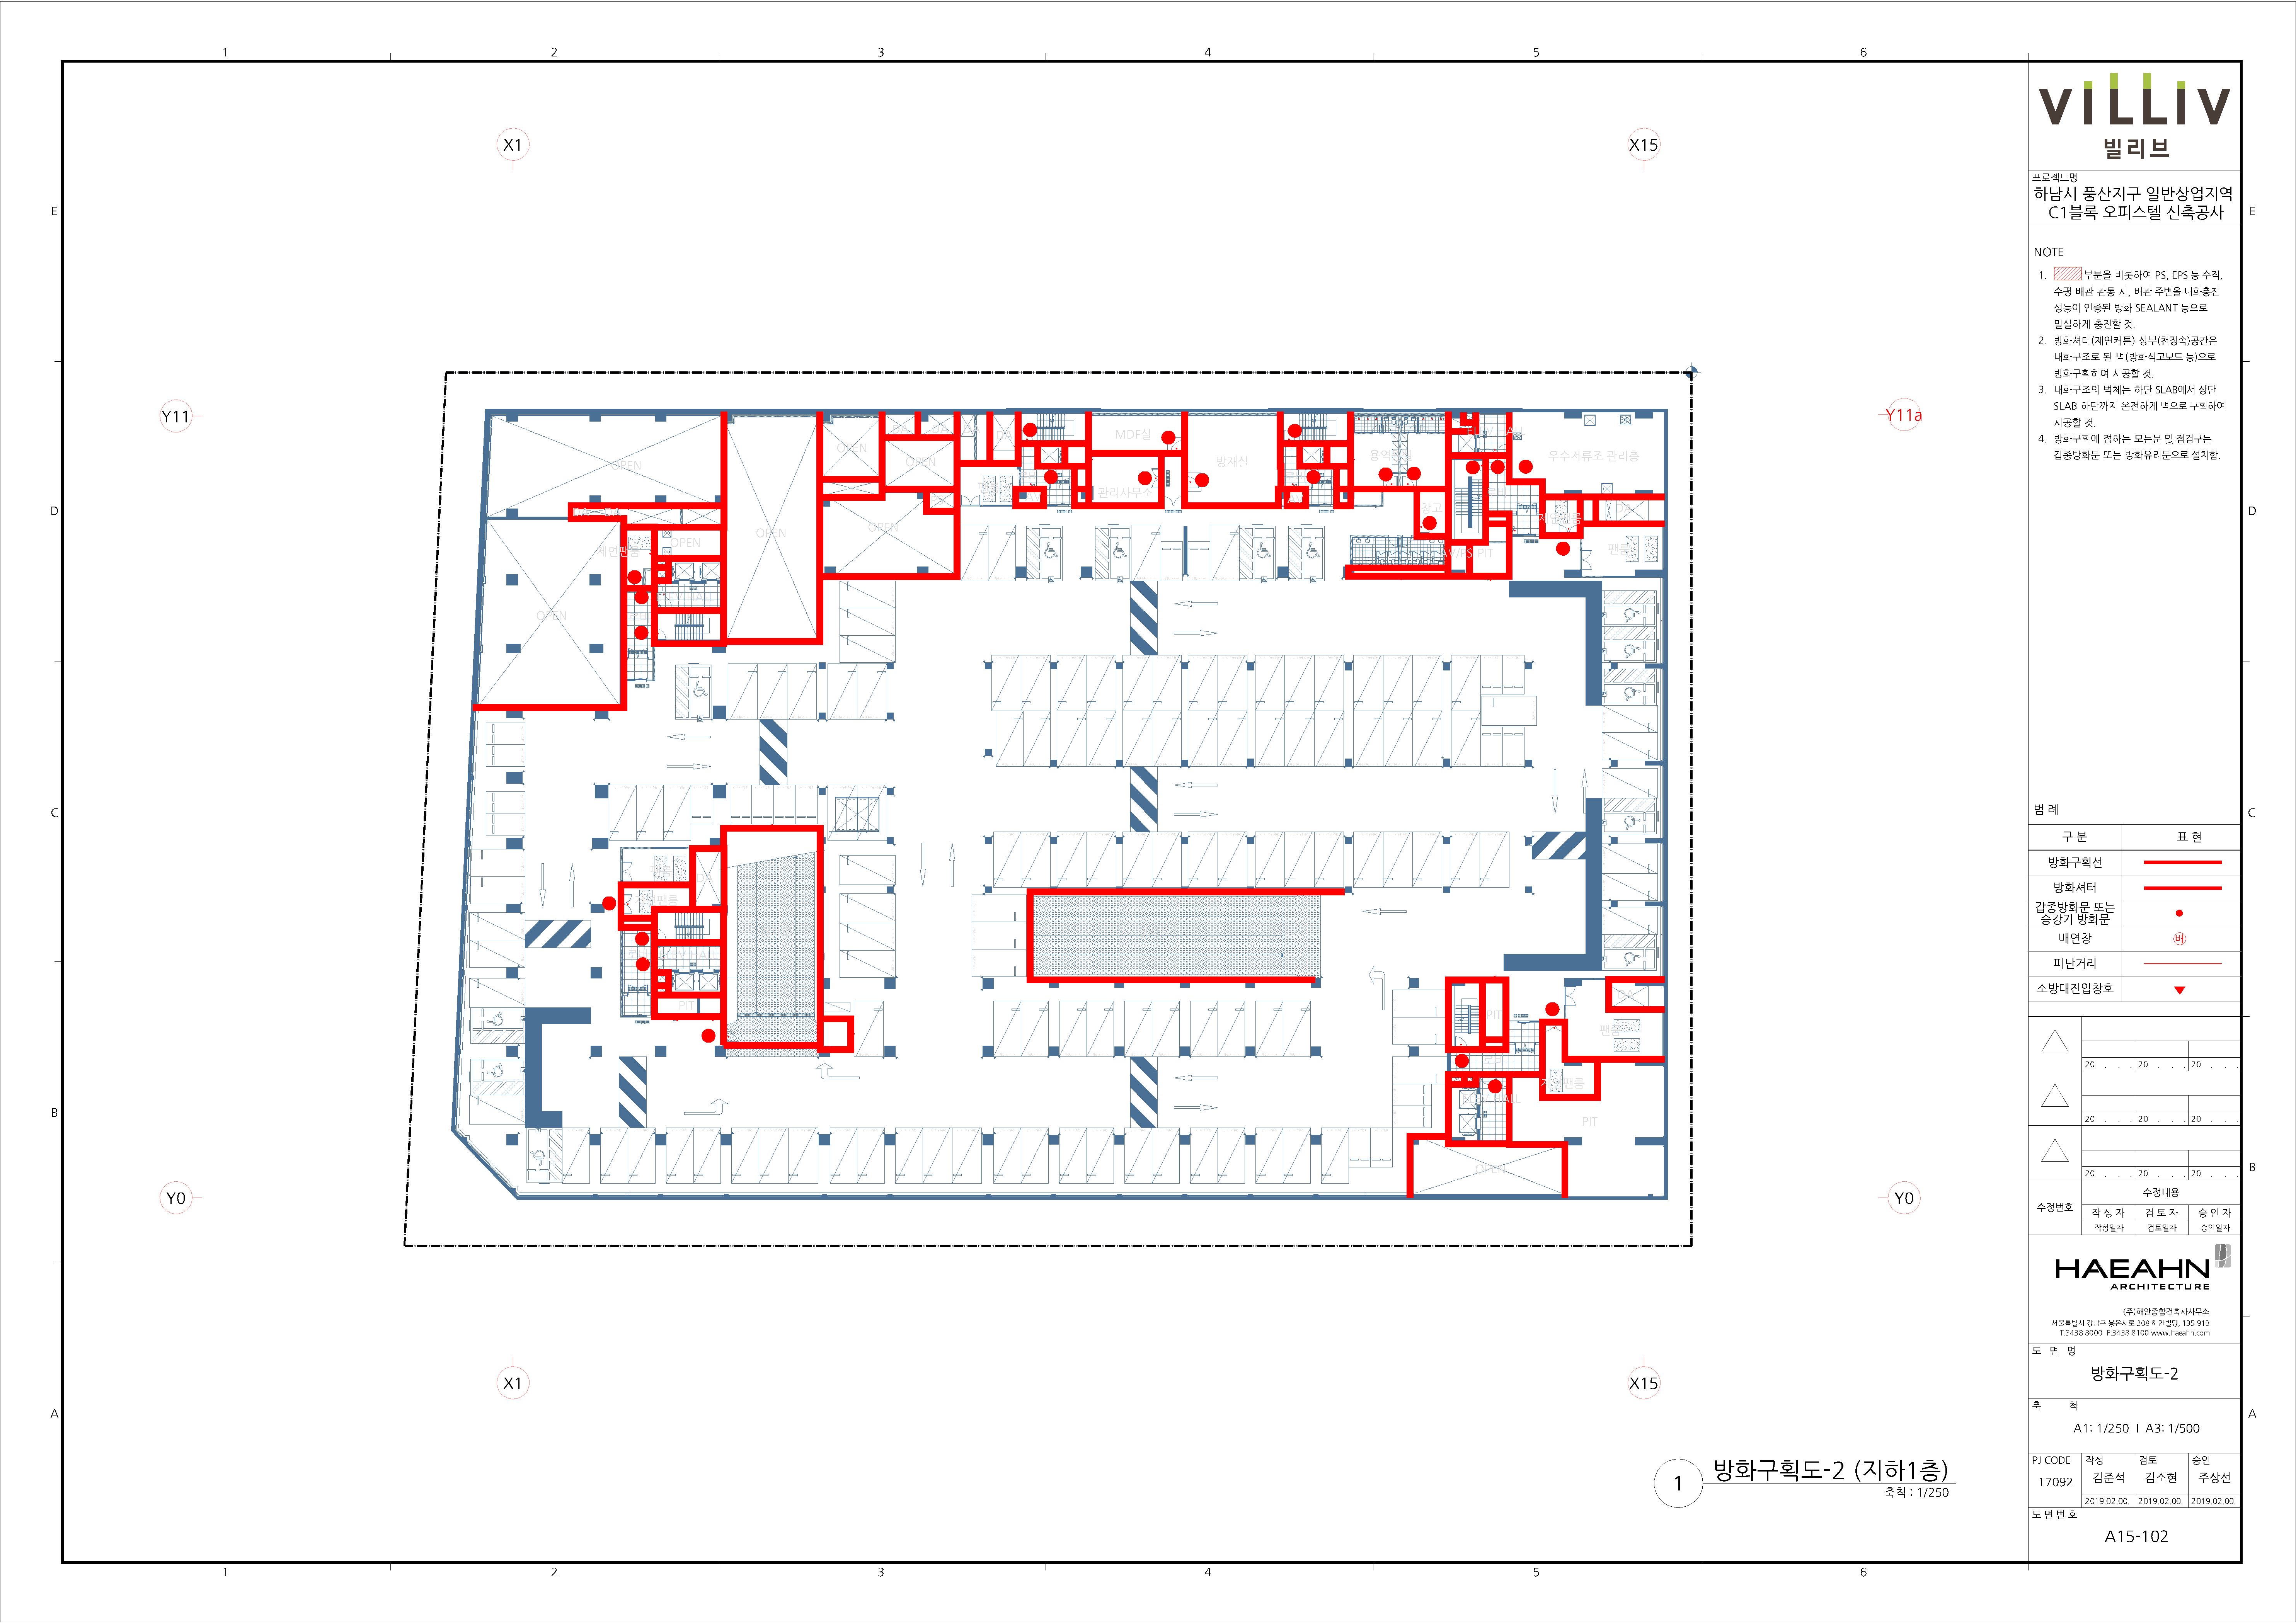 1
2
3
4
5
6
E
D
C
B
A
E
D
C
B
A
X1
X15
Y11
Y11a
OPEN
OPEN
OPEN
MDF실
방재실
우수저류조 관리층
관리사무소
창고
OPEN
OPEN
OPEN
제연팬룸
OPEN
PIT
PIT
PIT
OPEN
Y0
Y0
X1
X15
1
방화구획도-2 (지하1층)
축척 : 1/250
1
2
3
4
5
6
VILLIV
빌리브
프로젝트명
하남시 풍산지구 일반상업지역
C1블록 오피스텔 신축공사
NOTE
1. 부분을 비롯하여 PS, EPS 등 수직,
수평 배관 관통 시, 배관 주변을 내화충전
성능이 인증된 방화 SEALANT 등으로
밀실하게 충진할 것.
2. 방화셔터(제연커튼) 상부(천장속)공간은
내화구조로 된 벽(방화석고보드 등)으로
방화구획하여 시공할 것.
3. 내화구조의 벽체는 하단 SLAB에서 상단
SLAB 하단까지 온전하게 벽으로 구획하여
시공할 것.
4. 방화구획에 접하는 모든문 및 점검구는
갑종방화문 또는 방화유리문으로 설치함.
범 례
구 분 표 현
방화구획선
방화셔터
갑종방화문 또는
승강기 방화문
배연창 배
피난거리
소방대진입창호
20 . . . 20 . . . 20 . . .
20 . . . 20 . . . 20 . . .
20 . . . 20 . . . 20 . . .
수정번호 수정내용
작 성 자 검 토 자 승 인 자
작성일자 검토일자 승인일자
HAEAHN
ARCHITECTURE
(주)해안종합건축사사무소
서울특별시 강남구 봉은사로 208 해안빌딩, 135-913
T.3438 8000 F.3438 8100 www.haeahn.com
도 면 명
방화구획도-2
축 척
A1: 1/250 I A3: 1/500
PJ CODE 작성 검토 승인
17092 김준석 김소현 주상선
2019.02.00. 2019.02.00. 2019.02.00.
도 면 번 호
A15-102